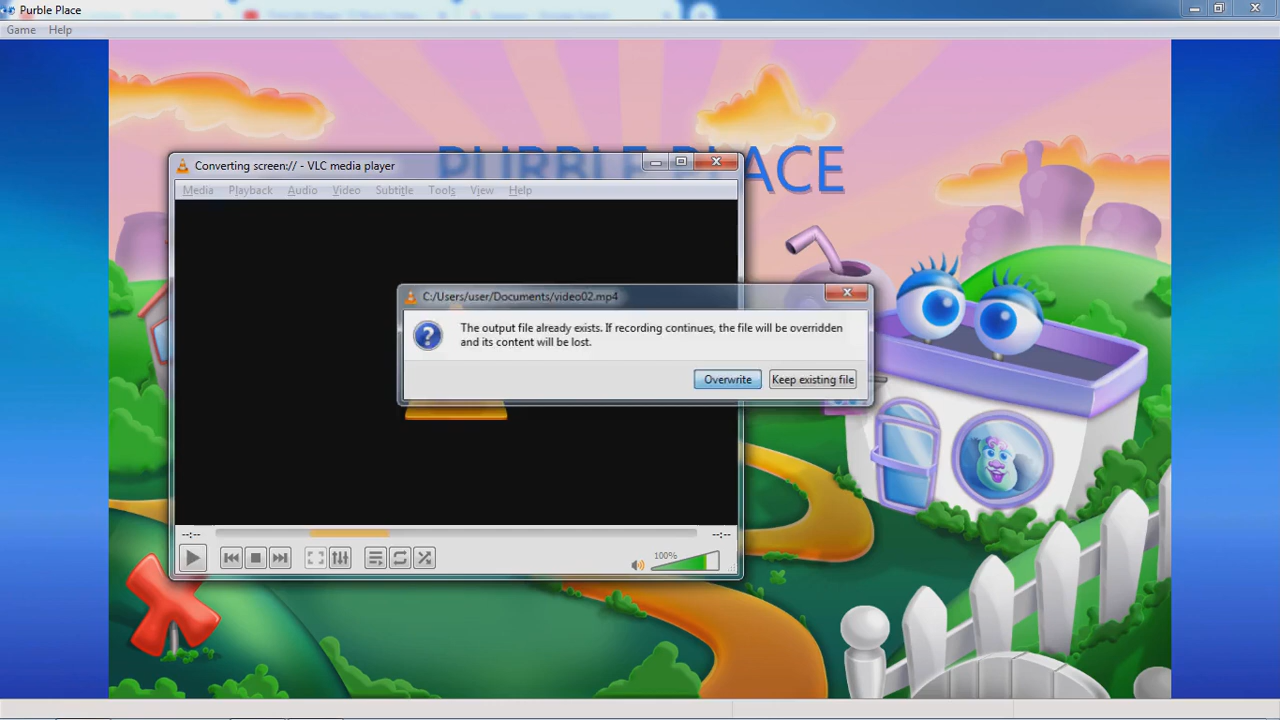 Purble Place
Game Help
PURBLE PLACE
Converting screen:// - VLC media player
Media Playback Audio Video Subtitle Tools View Help
C:/Users/user/Documents/video02.mp4
The output file already exists. If recording continues, the file will be overridden
and its content will be lost.
Overwrite Keep existing file
--:-- --:--
100%